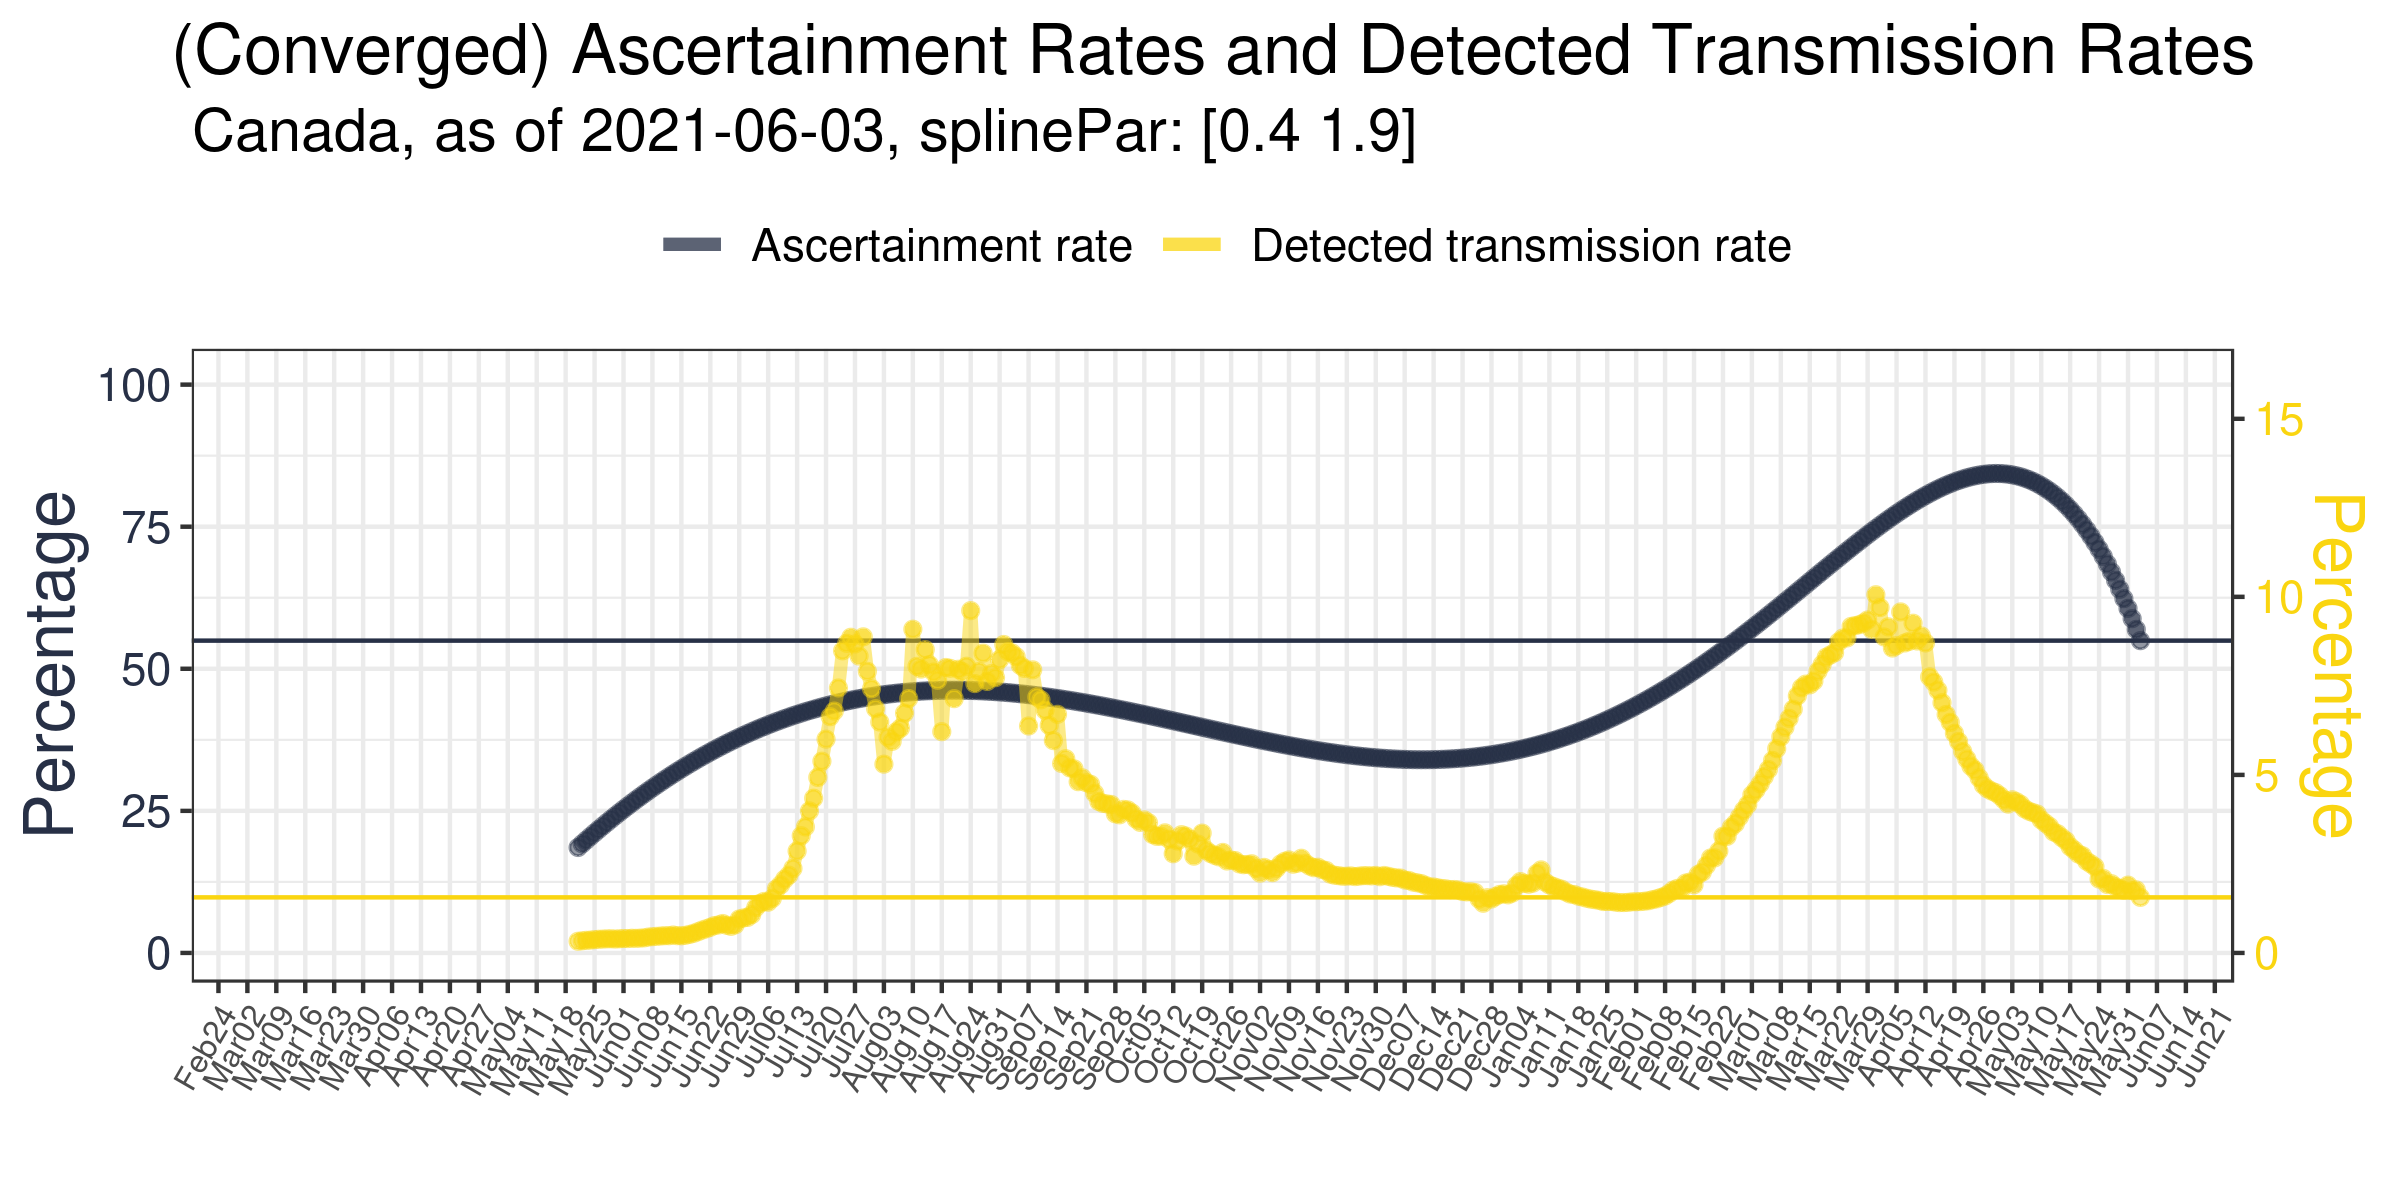 (Converged) Ascertainment Rates and Detected Transmission Rates
Canada, as of 2021-06-03, splinePar: [0.4 1.9]
Ascertainment rate Detected transmission rate
Percentage
100
75
50
25
0
15
10
5
0
Percentage
Feb24
Mar02
Mar09
Mar16
Mar23
Mar30
Apr06
Apr13
Apr20
Apr27
May04
May11
May18
May25
Jun01
Jun08
Jun15
Jun22
Jun29
Jul06
Jul13
Jul20
Jul27
Aug03
Aug10
Aug17
Aug24
Aug31
Sep07
Sep14
Sep21
Sep28
Oct05
Oct12
Oct19
Oct26
Nov02
Nov09
Nov16
Nov23
Nov30
Dec07
Dec14
Dec21
Dec28
Jan04
Jan11
Jan18
Jan25
Feb01
Feb08
Feb15
Feb22
Mar01
Mar08
Mar15
Mar22
Mar29
Apr05
Apr12
Apr19
Apr26
May03
May10
May17
May24
May31
Jun07
Jun14
Jun21